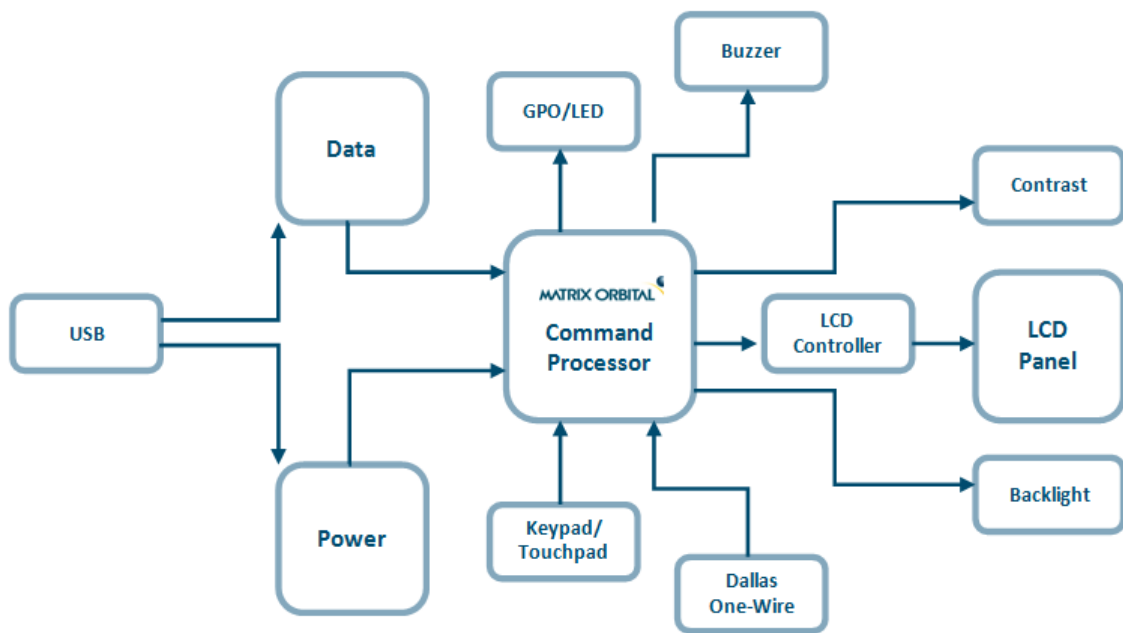 Buzzer
GPO/LED
Data
Contrast
USB
MATRIX ORBITAL
Command
Processor
LCD
Controller
LCD
Panel
Power
Keypad/
Touchpad
Backlight
Dallas
One-Wire